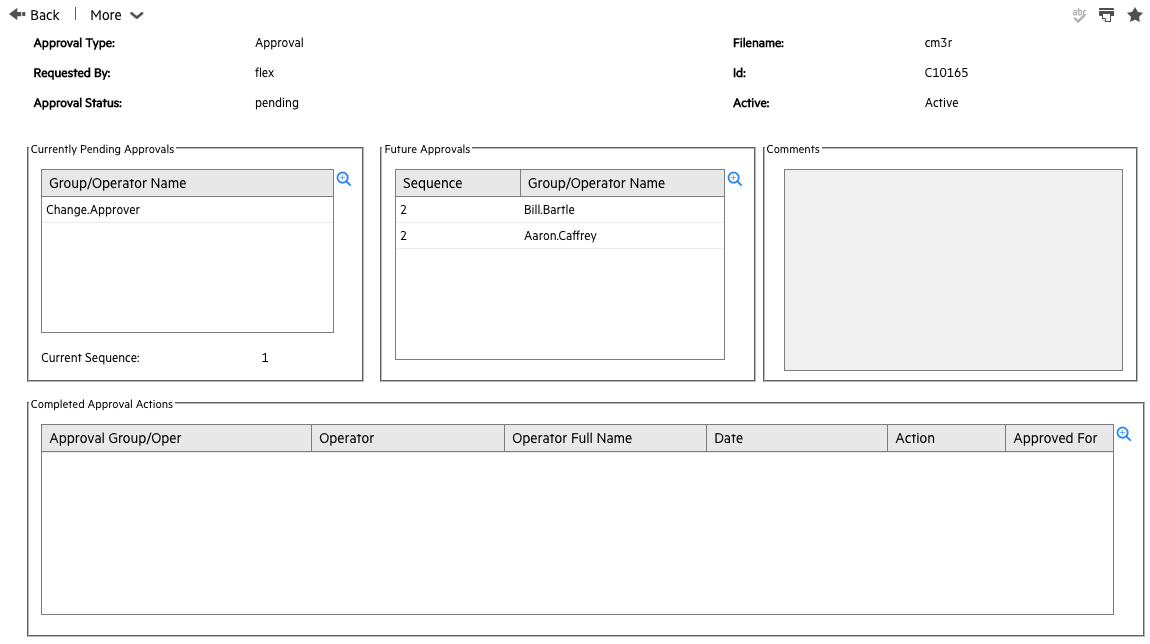 Back | More
abc
Approval Type: Approval Filename: cm3r
Requested By: flex Id: C10165
Approval Status: pending Active: Active
Currently Pending Approvals
Group/Operator Name
Change.Approver
Current Sequence: 1
Future Approvals
Sequence Group/Operator Name
2 Bill.Bartle
2 Aaron.Caffrey
Comments
Completed Approval Actions
Approval Group/Oper Operator Operator Full Name Date Action Approved For